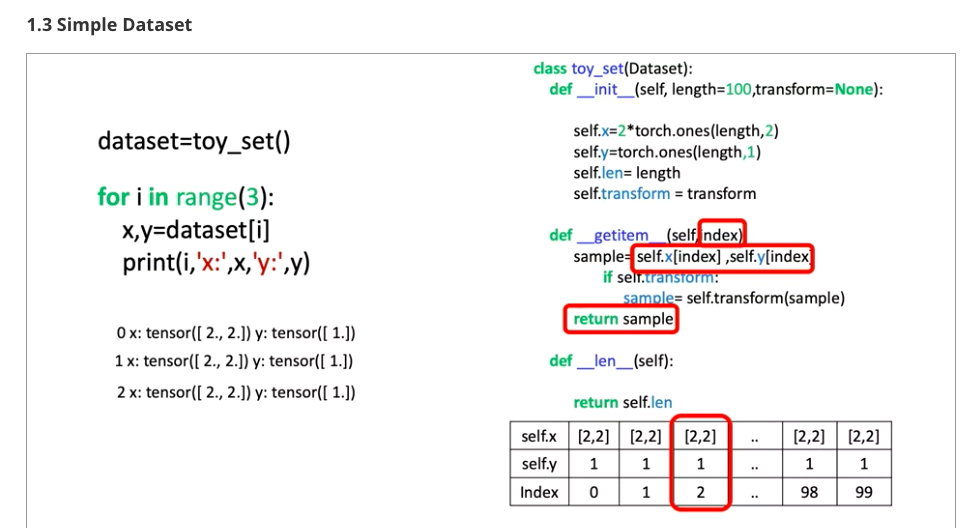 1.3 Simple Dataset
dataset=toy_set()
for i in range(3):
x,y=dataset[i]
print(i,'x:',x,'y:',y)
0 x: tensor([ 2., 2.]) y: tensor([ 1.])
1 x: tensor([ 2., 2.]) y: tensor([ 1.])
2 x: tensor([ 2., 2.]) y: tensor([ 1.])
class toy_set(Dataset):
def __init__(self, length=100,transform=None):
self.x=2*torch.ones(length,2)
self.y=torch.ones(length,1)
self.len= length
self.transform = transform
def __getitem__(self,index)
sample= self.x[index] ,self.y[index]
if self.transform:
sample= self.transform(sample)
return sample
def __len__(self):
return self.len
self.x [2,2] [2,2] [2,2] .. [2,2] [2,2]
self.y 1 1 1 .. 1 1
Index 0 1 2 .. 98 99